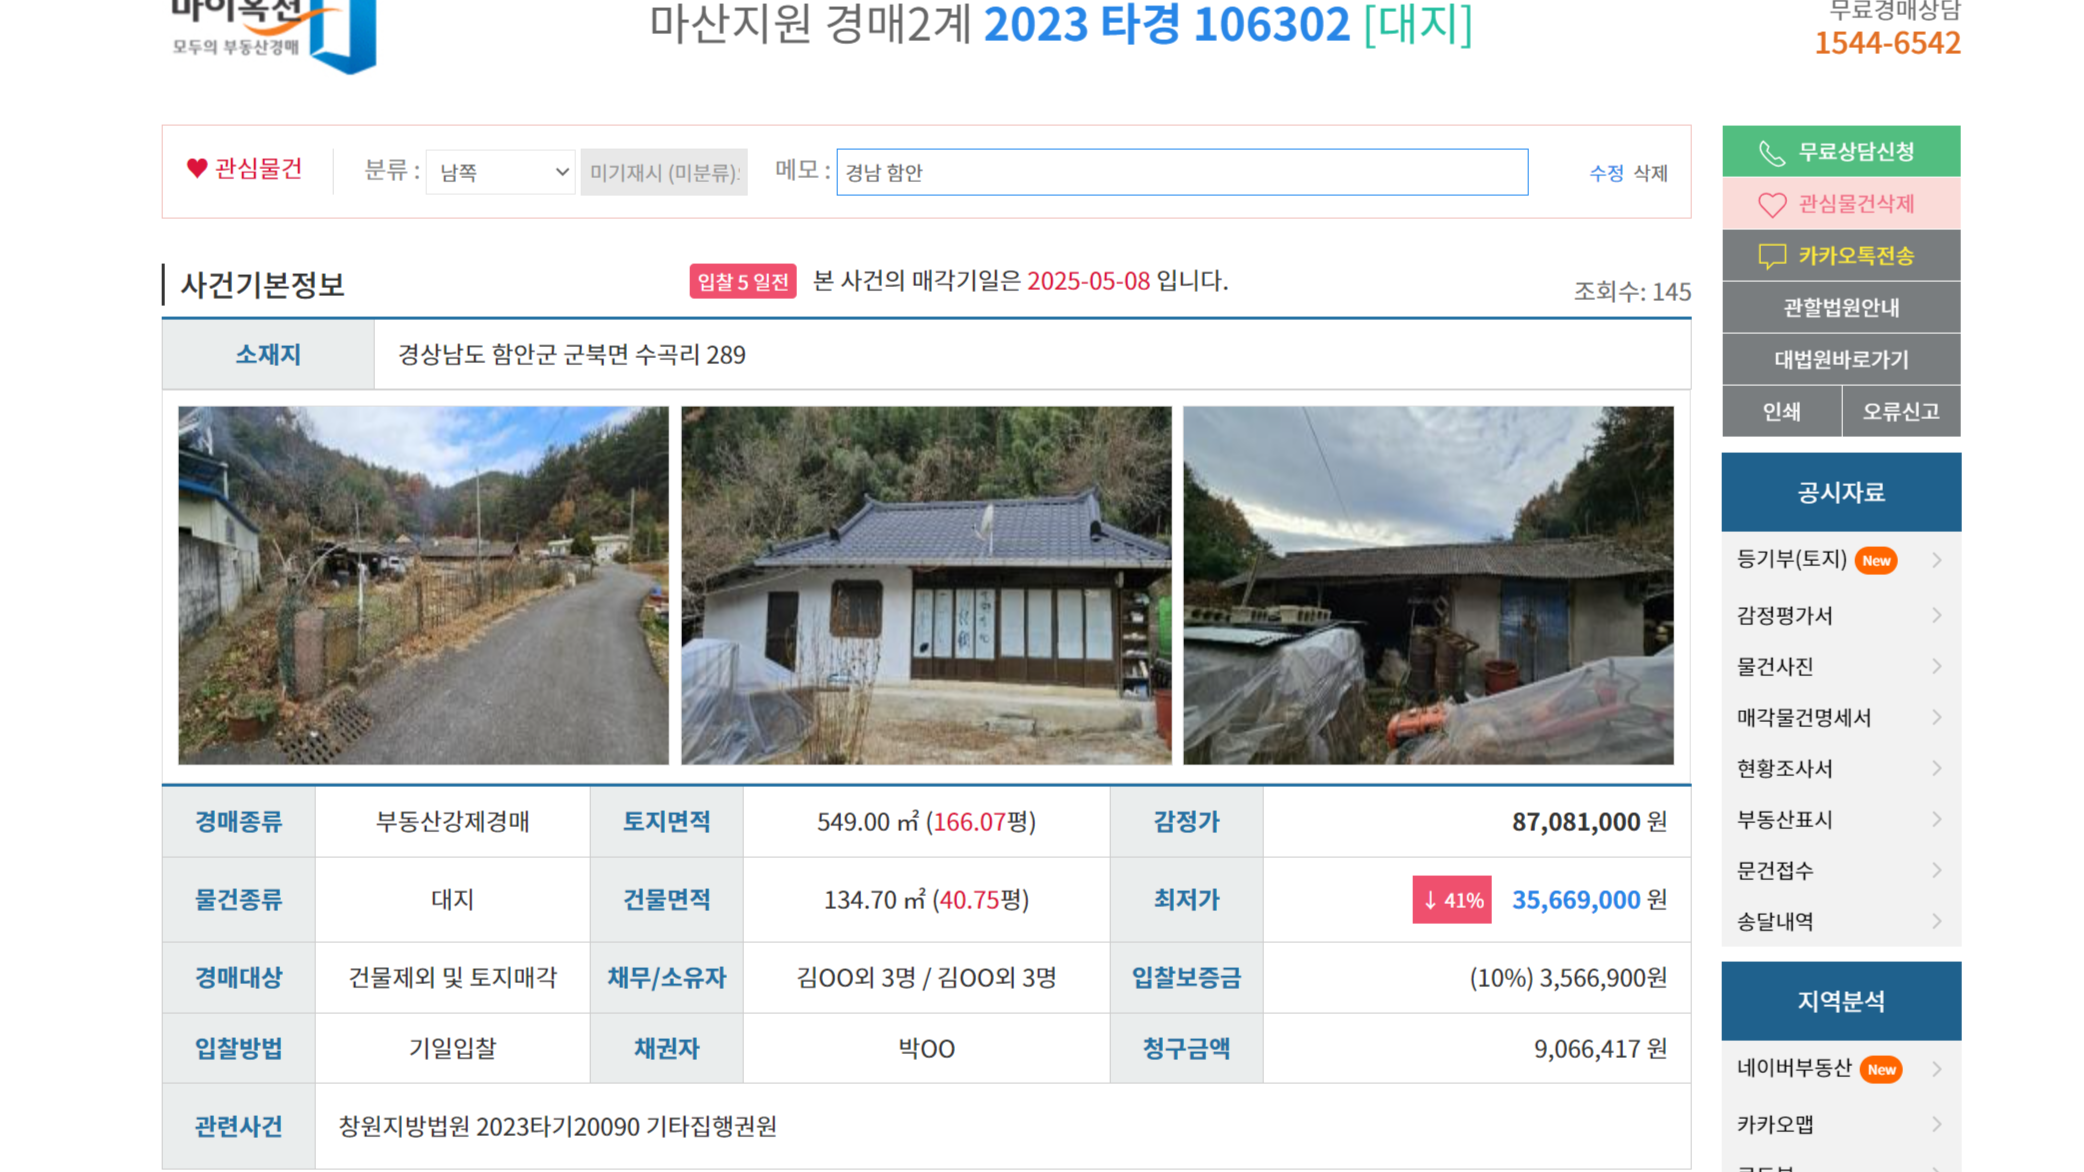 마이옥션
모두의 부동산경매
마산지원 경매2계 2023 타경 106302 [대지]
무료경매상담
1544-6542
관심물건
분류 : 남쪽 미기재시 (미분류): 메모 : 경남 함안 수정 삭제
사건기본정보
입찰 5 일전 본 사건의 매각기일은 2025-05-08 입니다.
조회수: 145
소재지 경상남도 함안군 군북면 수곡리 289
경매종류 부동산강제경매 토지면적 549.00 ㎡ (166.07평) 감정가 87,081,000 원
물건종류 대지 건물면적 134.70 ㎡ (40.75평) 최저가 ↓ 41% 35,669,000 원
경매대상 건물제외 및 토지매각 채무/소유자 김OO외 3명 / 김OO외 3명 입찰보증금 (10%) 3,566,900원
입찰방법 기일입찰 채권자 박OO 청구금액 9,066,417 원
관련사건 창원지방법원 2023타기20090 기타집행권원
무료상담신청
관심물건삭제
카카오톡전송
관할법원안내
대법원바로가기
인쇄 오류신고
공시자료
등기부(토지) New
감정평가서
물건사진
매각물건명세서
현황조사서
부동산표시
문건접수
송달내역
지역분석
네이버부동산 New
카카오맵